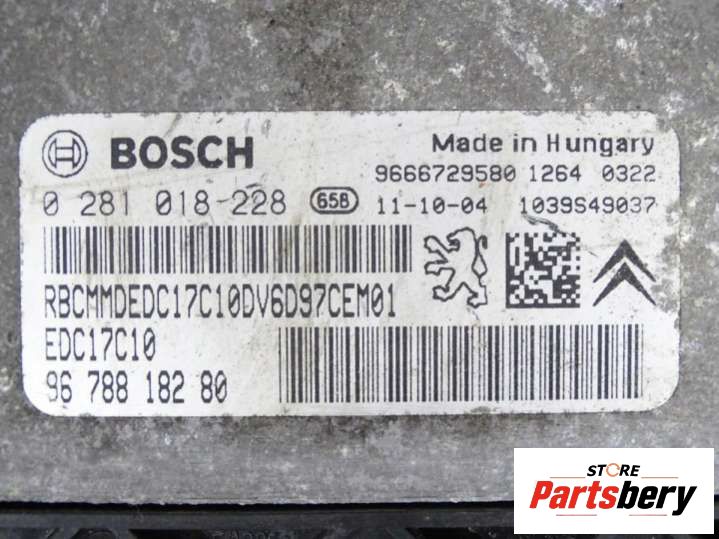 BOSCH
Made in Hungary
9666729580 1264 0322
0 281 018 228 658 11-10-04 1039S49037
RBCMMDEDC17C10DV6D97CEM01
EDC17C10
96 788 182 80
STORE
Partsbery